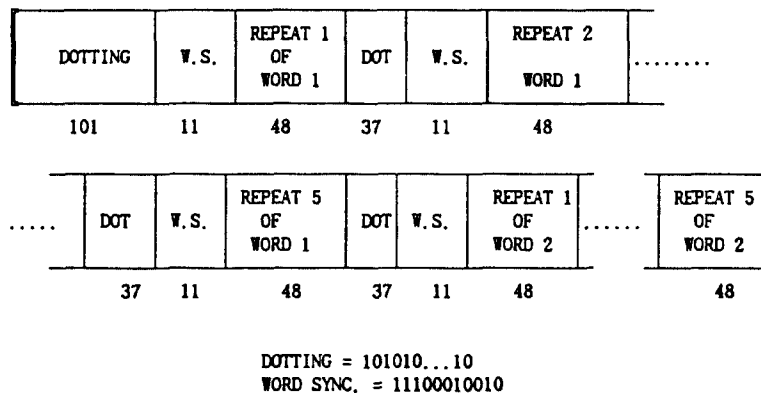 DOTTING W.S. REPEAT 1 OF WORD 1 DOT W.S. REPEAT 2 WORD 1 ........
101 11 48 37 11 48
..... DOT W.S. REPEAT 5 OF WORD 1 DOT W.S. REPEAT 1 OF WORD 2 ...... REPEAT 5 OF WORD 2
37 11 48 37 11 48 48
DOTTING = 101010...10
WORD SYNC. = 11100010010